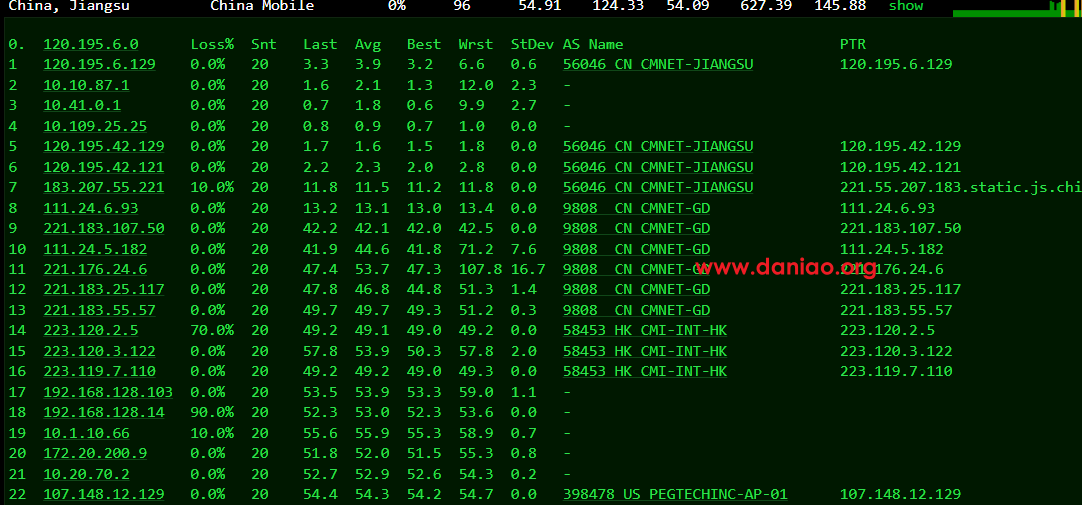 China, Jiangsu China Mobile 0% 96 54.91 124.33 54.09 627.39 145.88 show
0. 120.195.6.0 Loss% Snt Last Avg Best Wrst StDev AS Name PTR
1 120.195.6.129 0.0% 20 3.3 3.9 3.2 6.6 0.6 56046 CN CMNET-JIANGSU 120.195.6.129
2 10.10.87.1 0.0% 20 1.6 2.1 1.3 12.0 2.3 -
3 10.41.0.1 0.0% 20 0.7 1.8 0.6 9.9 2.7 -
4 10.109.25.25 0.0% 20 0.8 0.9 0.7 1.0 0.0 -
5 120.195.42.129 0.0% 20 1.7 1.6 1.5 1.8 0.0 56046 CN CMNET-JIANGSU 120.195.42.129
6 120.195.42.121 0.0% 20 2.2 2.3 2.0 2.8 0.0 56046 CN CMNET-JIANGSU 120.195.42.121
7 183.207.55.221 10.0% 20 11.8 11.5 11.2 11.8 0.0 56046 CN CMNET-JIANGSU 221.55.207.183.static.js.chi
8 111.24.6.93 0.0% 20 13.2 13.1 13.0 13.4 0.0 9808 CN CMNET-GD 111.24.6.93
9 221.183.107.50 0.0% 20 42.2 42.1 42.0 42.5 0.0 9808 CN CMNET-GD 221.183.107.50
10 111.24.5.182 0.0% 20 41.9 44.6 41.8 71.2 7.6 9808 CN CMNET-GD 111.24.5.182
11 221.176.24.6 0.0% 20 47.4 53.7 47.3 107.8 16.7 9808 CN CMNET-GD 221.176.24.6
www.daniao.org
12 221.183.25.117 0.0% 20 47.8 46.8 44.8 51.3 1.4 9808 CN CMNET-GD 221.183.25.117
13 221.183.55.57 0.0% 20 49.7 49.7 49.3 51.2 0.3 9808 CN CMNET-GD 221.183.55.57
14 223.120.2.5 70.0% 20 49.2 49.1 49.0 49.2 0.0 58453 HK CMI-INT-HK 223.120.2.5
15 223.120.3.122 0.0% 20 57.8 53.9 50.3 57.8 2.0 58453 HK CMI-INT-HK 223.120.3.122
16 223.119.7.110 0.0% 20 49.2 49.2 49.0 49.3 0.0 58453 HK CMI-INT-HK 223.119.7.110
17 192.168.128.103 0.0% 20 53.5 53.9 53.3 59.0 1.1 -
18 192.168.128.14 90.0% 20 52.3 53.0 52.3 53.6 0.0 -
19 10.1.10.66 10.0% 20 55.6 55.9 55.3 58.9 0.7 -
20 172.20.200.9 0.0% 20 51.8 52.0 51.5 55.3 0.8 -
21 10.20.70.2 0.0% 20 52.7 52.9 52.6 54.3 0.2 -
22 107.148.12.129 0.0% 20 54.4 54.3 54.2 54.7 0.0 398478 US PEGTECHINC-AP-01 107.148.12.129